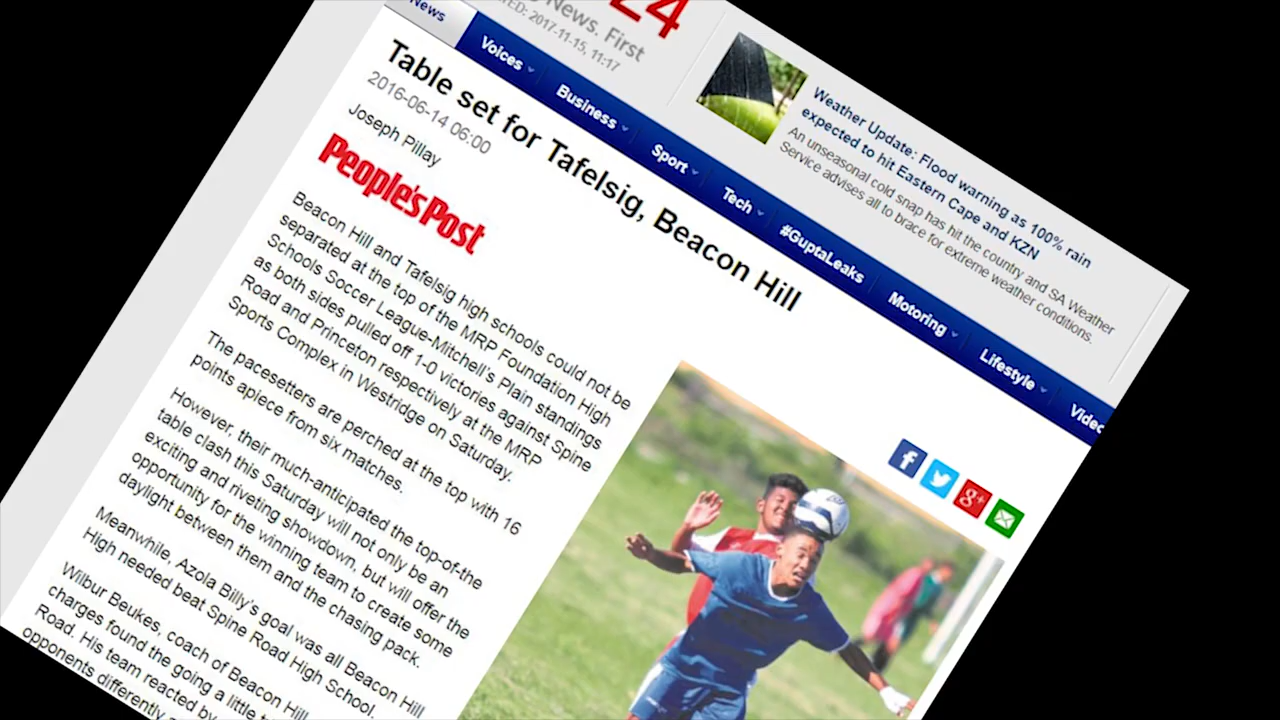 24
News. First
2017-11-15, 11:17
News
Voices
Business
Sport
Tech
#GuptaLeaks
Motoring
Lifestyle
Video
Weather Update: Flood warning as 100% rain
expected to hit Eastern Cape and KZN
An unseasonal cold snap has hit the country and SA Weather
Service advises all to brace for extreme weather conditions.
Table set for Tafelsig, Beacon Hill
2016-06-14 06:00
Joseph Pillay
People's Post
Beacon Hill and Tafelsig high schools could not be
separated at the top of the MRP Foundation High
Schools Soccer League-Mitchell's Plain standings
as both sides pulled off 1-0 victories against Spine
Road and Princeton respectively at the MRP
Sports Complex in Westridge on Saturday.
The pacesetters are perched at the top with 16
points apiece from six matches.
However, their much-anticipated the top-of-the
table clash this Saturday will not only be an
exciting and riveting showdown, but will offer the
opportunity for the winning team to create some
daylight between them and the chasing pack.
Meanwhile, Azola Billy's goal was all Beacon Hill
High needed beat Spine Road High School.
Wilbur Beukes, coach of Beacon Hill,
charges found the going a little
Road. His team reacted by
opponents differently